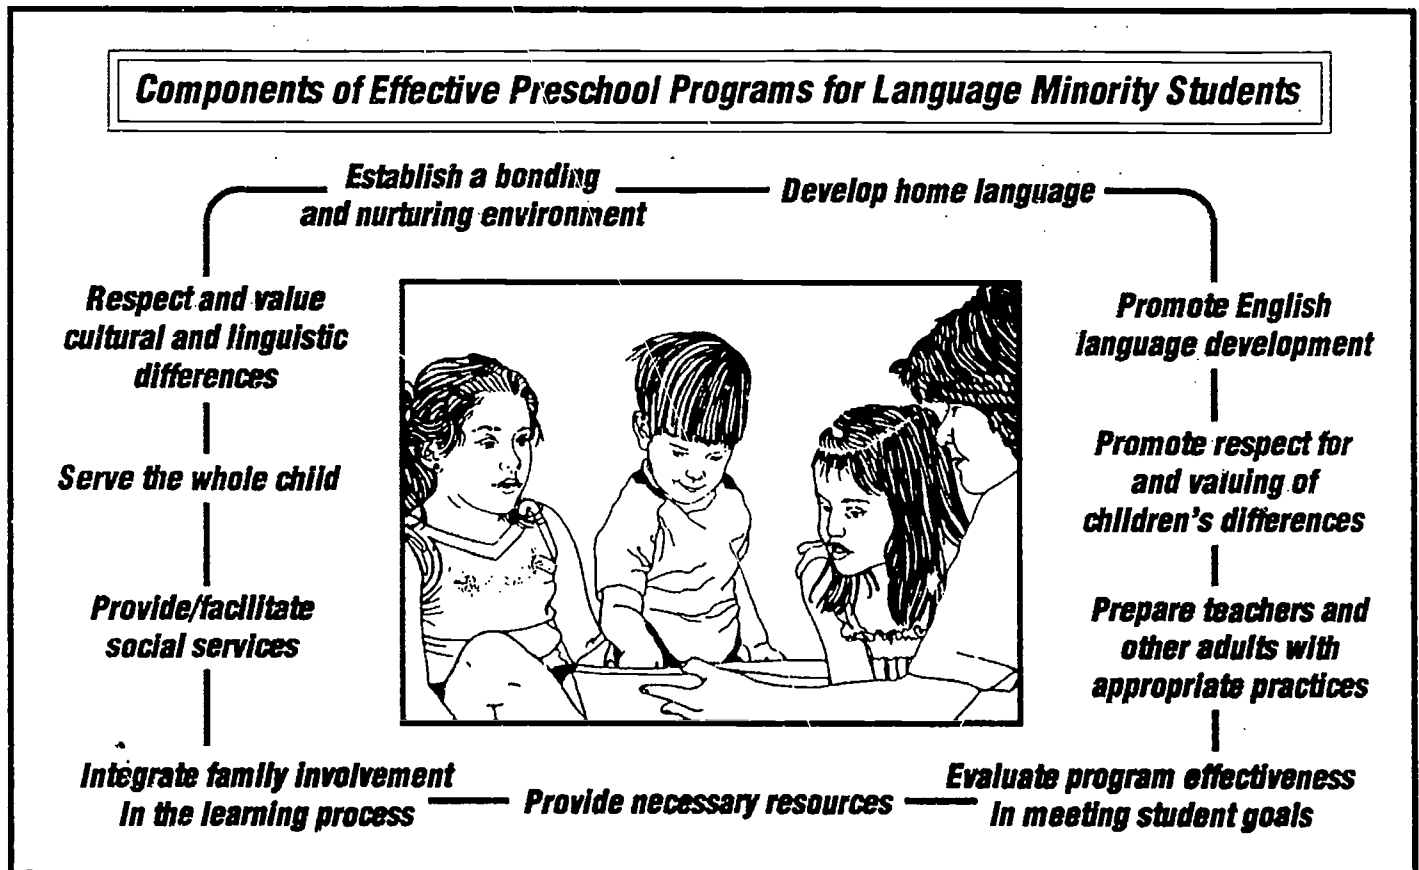 Components of Effective Preschool Programs for Language Minority Students
Establish a bonding
and nurturing environment
Develop home language
Respect and value
cultural and linguistic
differences
Promote English
language development
Serve the whole child
Promote respect for
and valuing of
children's differences
Provide/facilitate
social services
Prepare teachers and
other adults with
appropriate practices
Integrate family involvement
in the learning process
Provide necessary resources
Evaluate program effectiveness
in meeting student goals